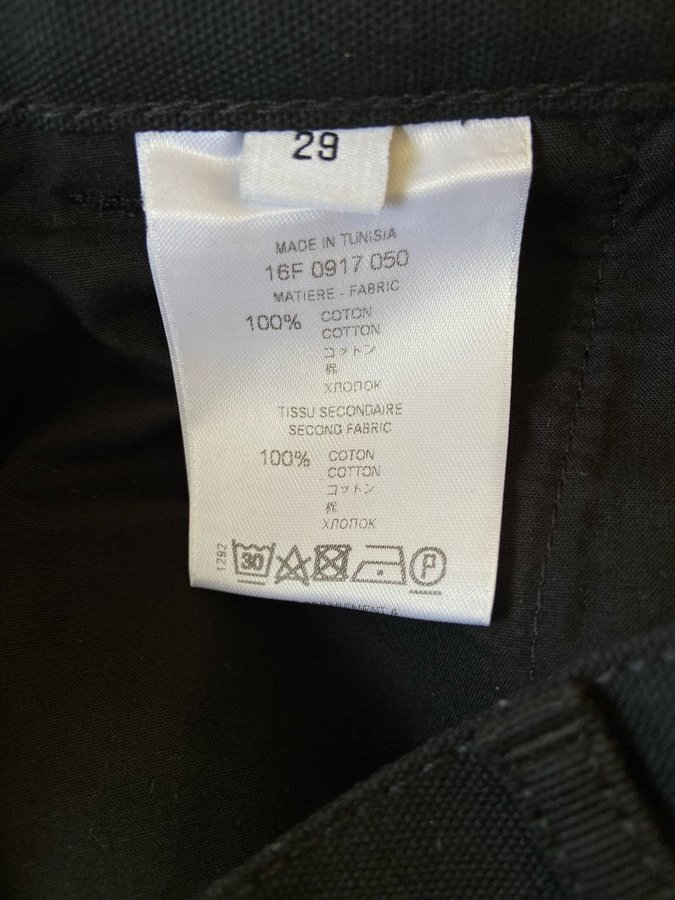 29
MADE IN TUNISIA
16F 0917 050
MATIERE - FABRIC
100% COTON
COTTON
コットン
棉
ХЛОПОК
TISSU SECONDAIRE
SECOND FABRIC
100% COTON
COTTON
コットン
棉
ХЛОПОК
1292
30
P